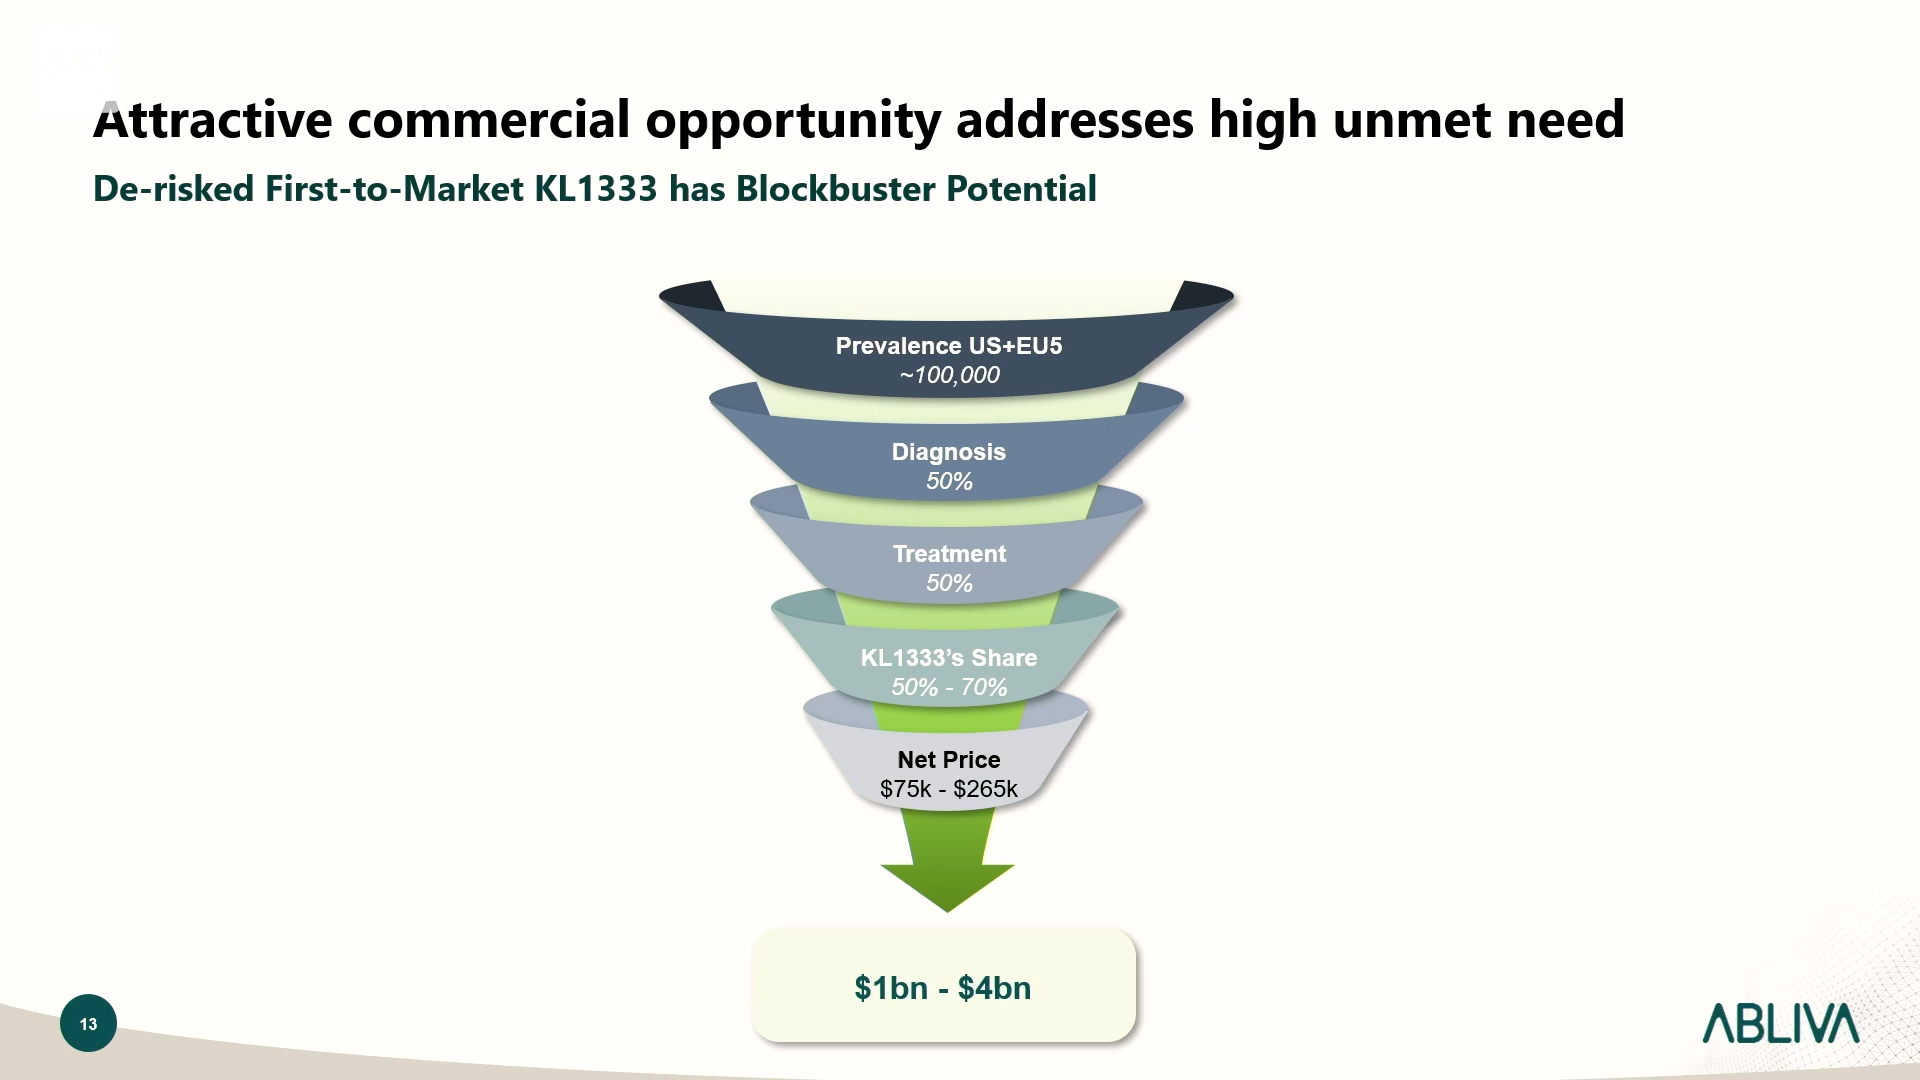 Attractive commercial opportunity addresses high unmet need
De-risked First-to-Market KL1333 has Blockbuster Potential
Prevalence US+EU5
~100,000
Diagnosis
50%
Treatment
50%
KL1333’s Share
50% - 70%
Net Price
$75k - $265k
$1bn - $4bn
13
ABLIVA